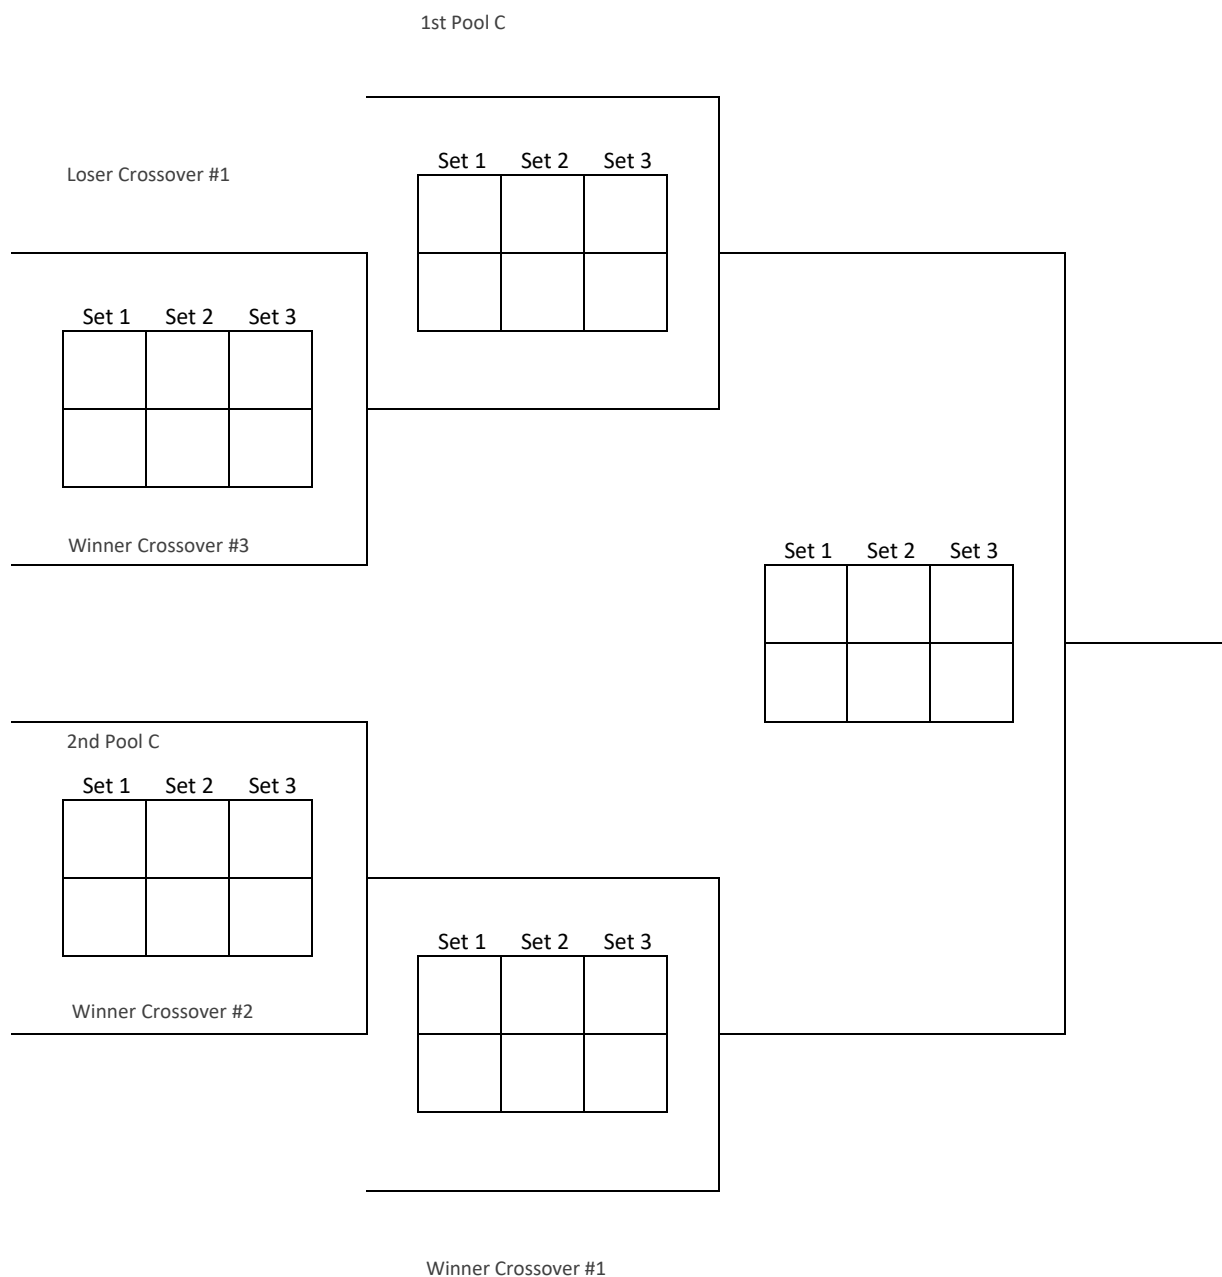 1st Pool C
Set 1 Set 2 Set 3
Loser Crossover #1
Set 1 Set 2 Set 3
Winner Crossover #3
Set 1 Set 2 Set 3
2nd Pool C
Set 1 Set 2 Set 3
Set 1 Set 2 Set 3
Winner Crossover #2
Winner Crossover #1